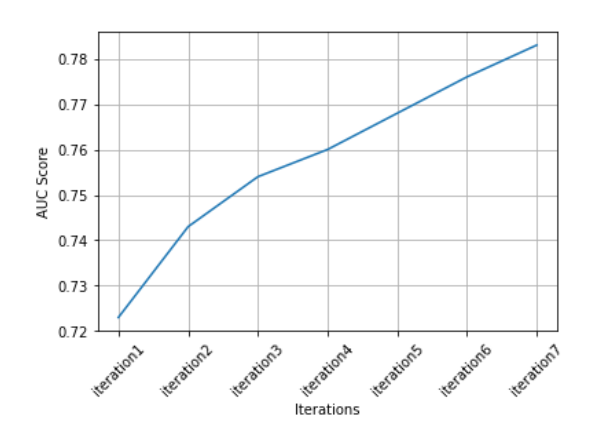 0.78
0.77
0.76
0.75
0.74
0.73
0.72
AUC Score
iteration1
iteration2
iteration3
iteration4
iteration5
iteration6
iteration7
Iterations